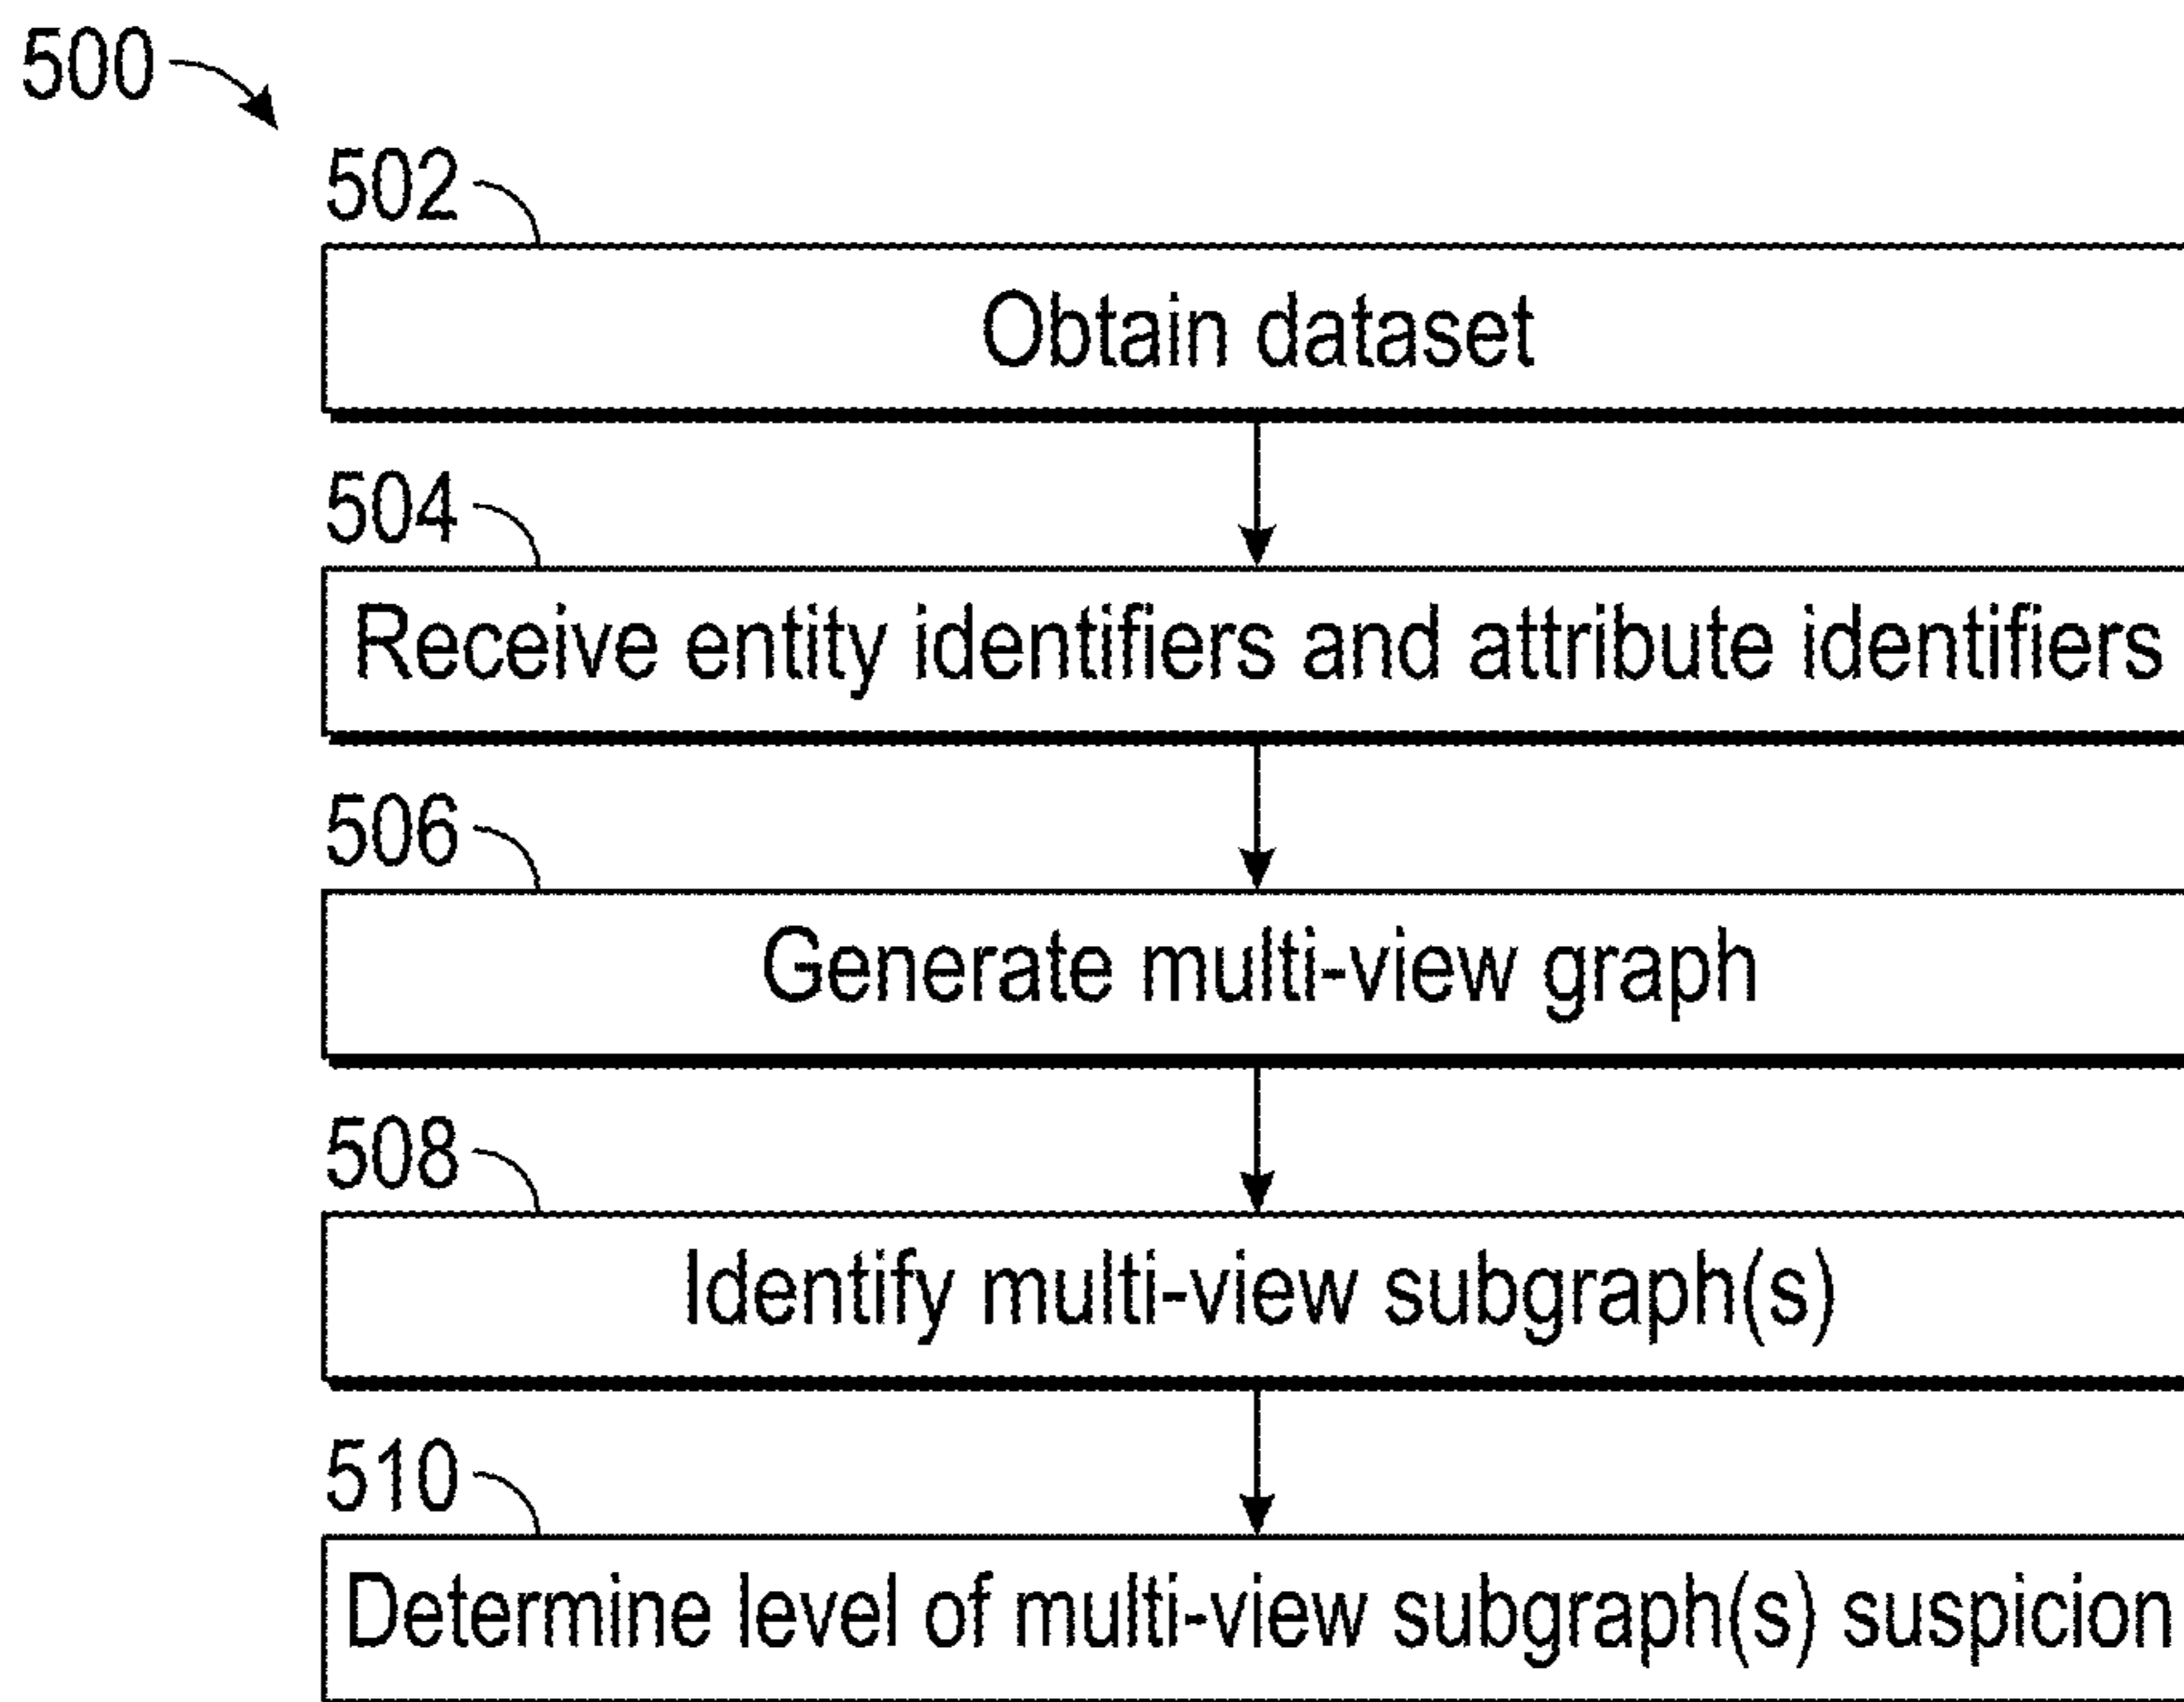 500
502
Obtain dataset
504
Receive entity identifiers and attribute identifiers
506
Generate multi-view graph
508
Identify multi-view subgraph(s)
510
Determine level of multi-view subgraph(s) suspicion